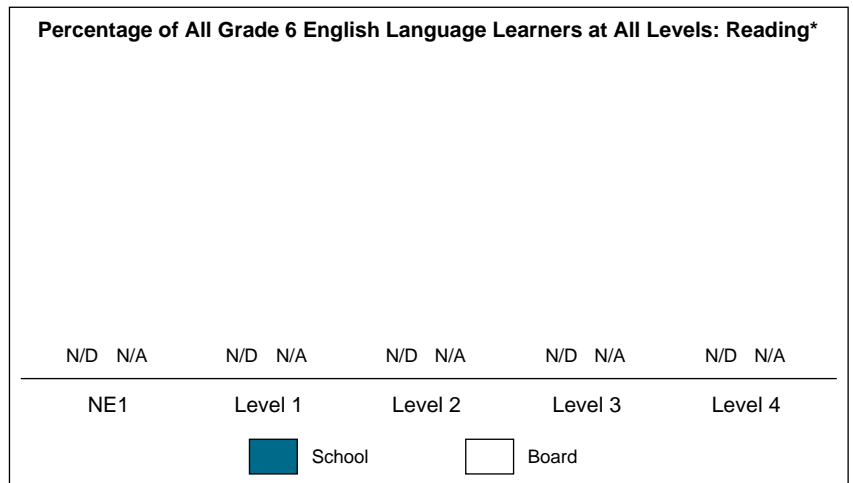 Percentage of All Grade 6 English Language Learners at All Levels: Reading*
N/D N/A N/D N/A N/D N/A N/D N/A N/D N/A
NE1 Level 1 Level 2 Level 3 Level 4
School Board